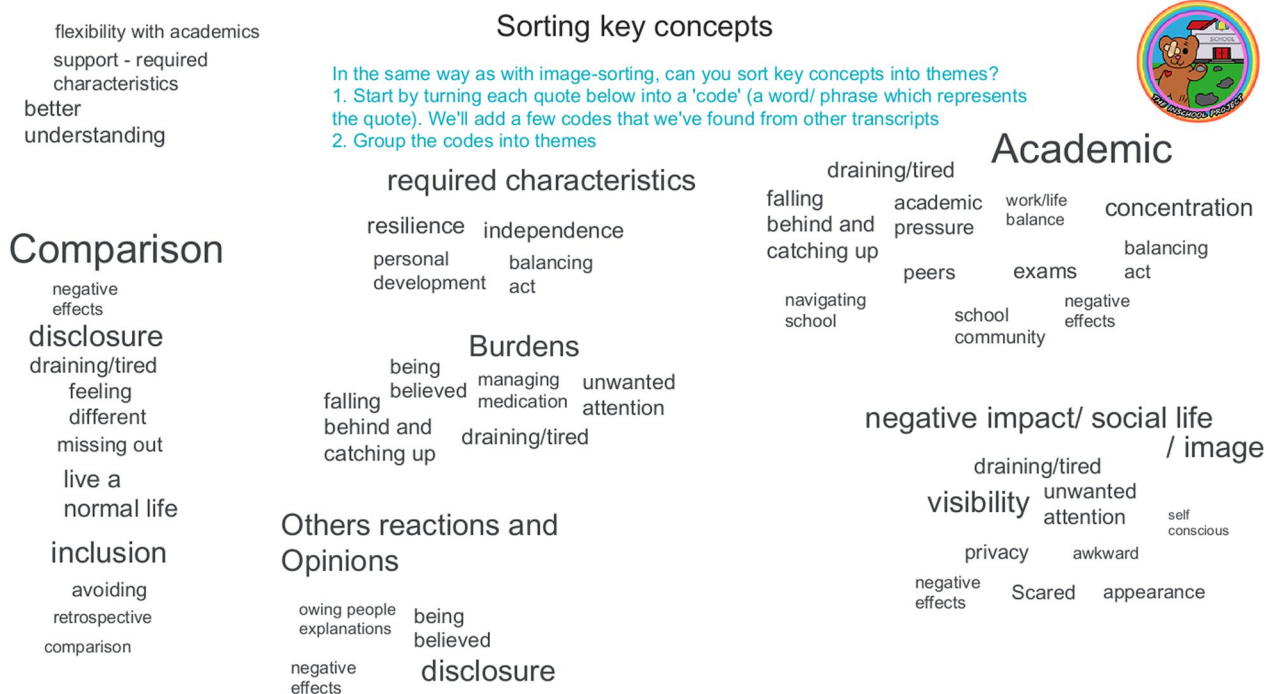 Sorting key concepts
flexibility with academics
support - required
characteristics
better
understanding
In the same way as with image-sorting, can you sort key concepts into themes?
1. Start by turning each quote below into a 'code' (a word/ phrase which represents
the quote). We'll add a few codes that we've found from other transcripts
2. Group the codes into themes
SCHOOL
THE INSCHOOL PROJECT
Comparison
negative
effects
disclosure
draining/tired
feeling
different
missing out
live a
normal life
inclusion
avoiding
retrospective
comparison
required characteristics
resilience
independence
personal
development
balancing
act
Burdens
being
believed
managing
medication
unwanted
attention
falling
behind and
catching up
draining/tired
Others reactions and
Opinions
owing people
explanations
being
believed
negative
effects
disclosure
Academic
draining/tired
falling
behind and
catching up
academic
pressure
work/life
balance
concentration
peers
exams
balancing
act
navigating
school
school
community
negative
effects
negative impact/ social life
/ image
draining/tired
visibility
unwanted
attention
self
conscious
privacy
awkward
negative
effects
Scared
appearance